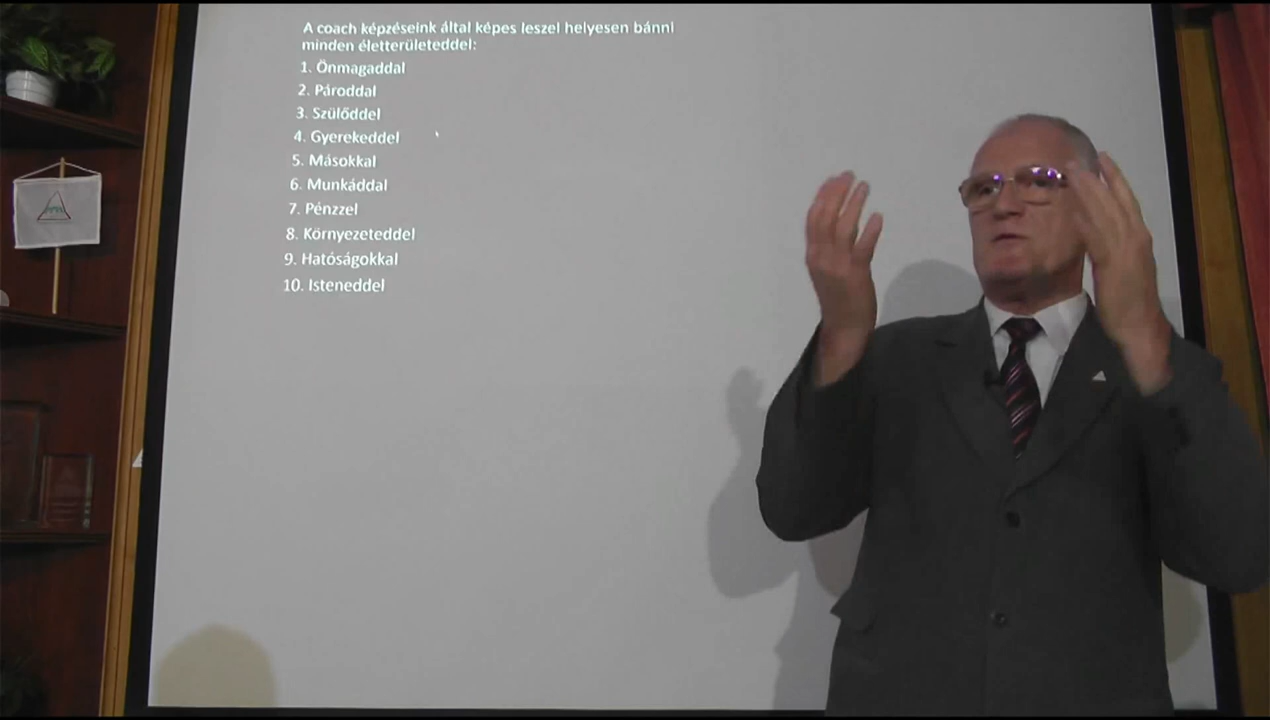 A coach képzéseink által képes leszel helyesen bánni
minden életterületeddel:
1. Önmagaddal
2. Pároddal
3. Szülőddel
4. Gyerekeddel
5. Másokkal
6. Munkáddal
7. Pénzzel
8. Környezeteddel
9. Hatóságokkal
10. Isteneddel